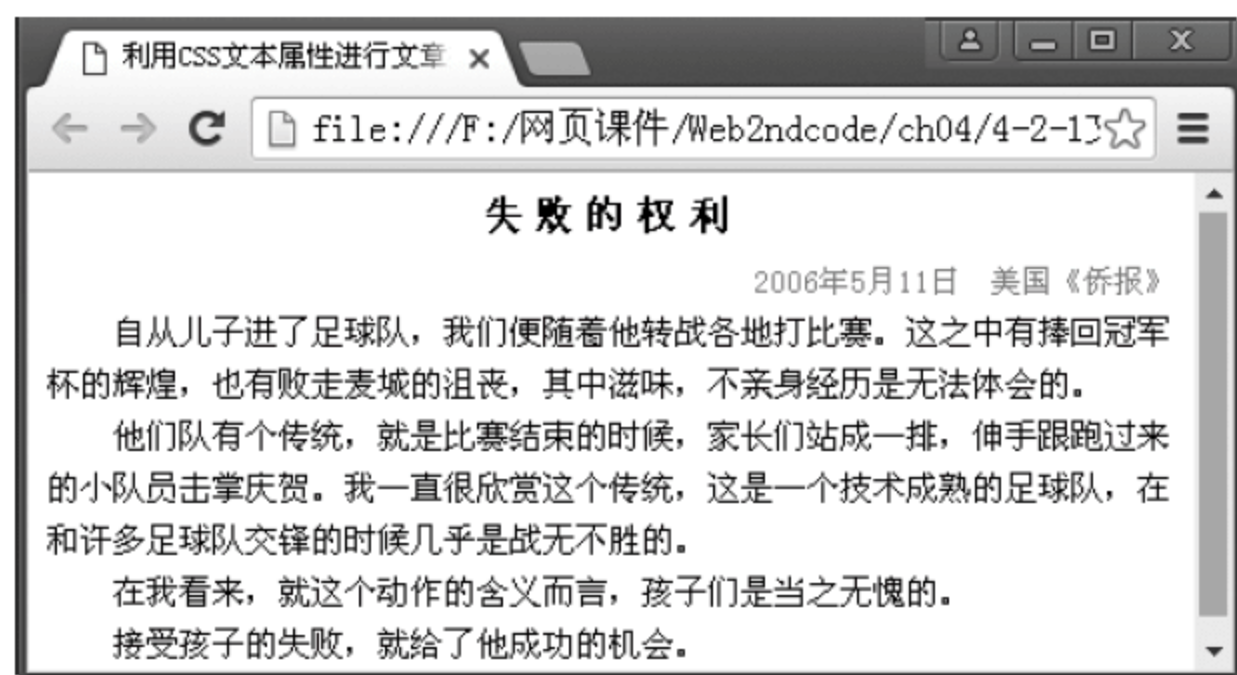 利用CSS文本属性进行文章
file:///F:/网页课件/Web2ndcode/ch04/4-2-1
失 败 的 权 利
2006年5月11日 美国《侨报》
自从儿子进了足球队，我们便随着他转战各地打比赛。这之中有捧回冠军
杯的辉煌，也有败走麦城的沮丧，其中滋味，不亲身经历是无法体会的。
他们队有个传统，就是比赛结束的时候，家长们站成一排，伸手跟跑过来
的小队员击掌庆贺。我一直很欣赏这个传统，这是一个技术成熟的足球队，在
和许多足球队交锋的时候几乎是战无不胜的。
在我看来，就这个动作的含义而言，孩子们是当之无愧的。
接受孩子的失败，就给了他成功的机会。